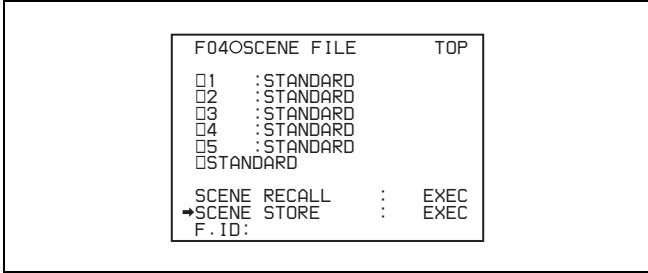 F04○SCENE FILE TOP
□1 :STANDARD
□2 :STANDARD
□3 :STANDARD
□4 :STANDARD
□5 :STANDARD
□STANDARD
SCENE RECALL : EXEC
➡SCENE STORE : EXEC
F.ID: